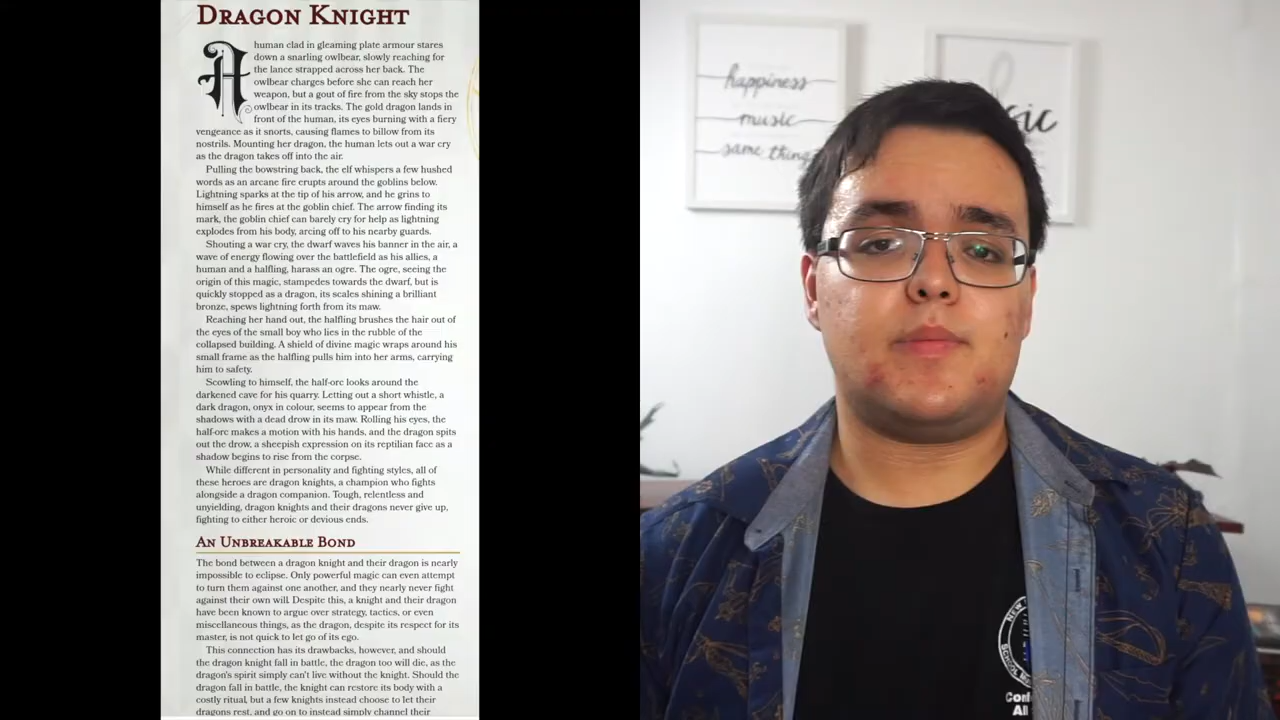 DRAGON KNIGHT
A human clad in gleaming plate armour stares
down a snarling owlbear, slowly reaching for
the lance strapped across her back. The
owlbear charges before she can reach her
weapon, but a gout of fire from the sky stops the
owlbear in its tracks. The gold dragon lands in
front of the human, its eyes burning with a fiery
vengeance as it snorts, causing flames to billow from its
nostrils. Mounting her dragon, the human lets out a war cry
as the dragon takes off into the air.
Pulling the bowstring back, the elf whispers a few hushed
words as an arcane fire erupts around the goblins below.
Lightning sparks at the tip of his arrow, and he grins to
himself as he fires at the goblin chief. The arrow finding its
mark, the goblin chief can barely cry for help as lightning
explodes from his body, arcing off to his nearby guards.
Shouting a war cry, the dwarf waves his banner in the air, a
wave of energy flowing over the battlefield as his allies, a
human and a halfling, harass an ogre. The ogre, seeing the
origin of this magic, stampedes towards the dwarf, but is
quickly stopped as a dragon, its scales shining a brilliant
bronze, spews lightning forth from its maw.
Reaching her hand out, the halfling brushes the hair out of
the eyes of the small boy who lies in the rubble of the
collapsed building. A shield of divine magic wraps around his
small frame as the halfling pulls him into her arms, carrying
him to safety.
Scowling to himself, the half-orc looks around the
darkened cave for his quarry. Letting out a short whistle, a
dark dragon, onyx in colour, seems to appear from the
shadows with a dead drow in its maw. Rolling his eyes, the
half-orc makes a motion with his hands, and the dragon spits
out the drow, a sheepish expression on its reptilian face as a
shadow begins to rise from the corpse.
While different in personality and fighting styles, all of
these heroes are dragon knights, a champion who fights
alongside a dragon companion. Tough, relentless and
unyielding, dragon knights and their dragons never give up,
fighting to either heroic or devious ends.
AN UNBREAKABLE BOND
The bond between a dragon knight and their dragon is nearly
impossible to eclipse. Only powerful magic can even attempt
to turn them against one another, and they nearly never fight
against their own will. Despite this, a knight and their dragon
have been known to argue over strategy, tactics, or even
miscellaneous things, as the dragon, despite its respect for its
master, is not quick to let go of its ego.
This connection has its drawbacks, however, and should
the dragon knight fall in battle, the dragon too will die, as the
dragon's spirit simply can't live without the knight. Should the
dragon fall in battle, the knight can restore its body with a
costly ritual, but a few knights instead choose to let their
dragons rest, and go on to instead simply channel their
happiness
music
same thing
sic
NEW
SCHOOL
Con
All